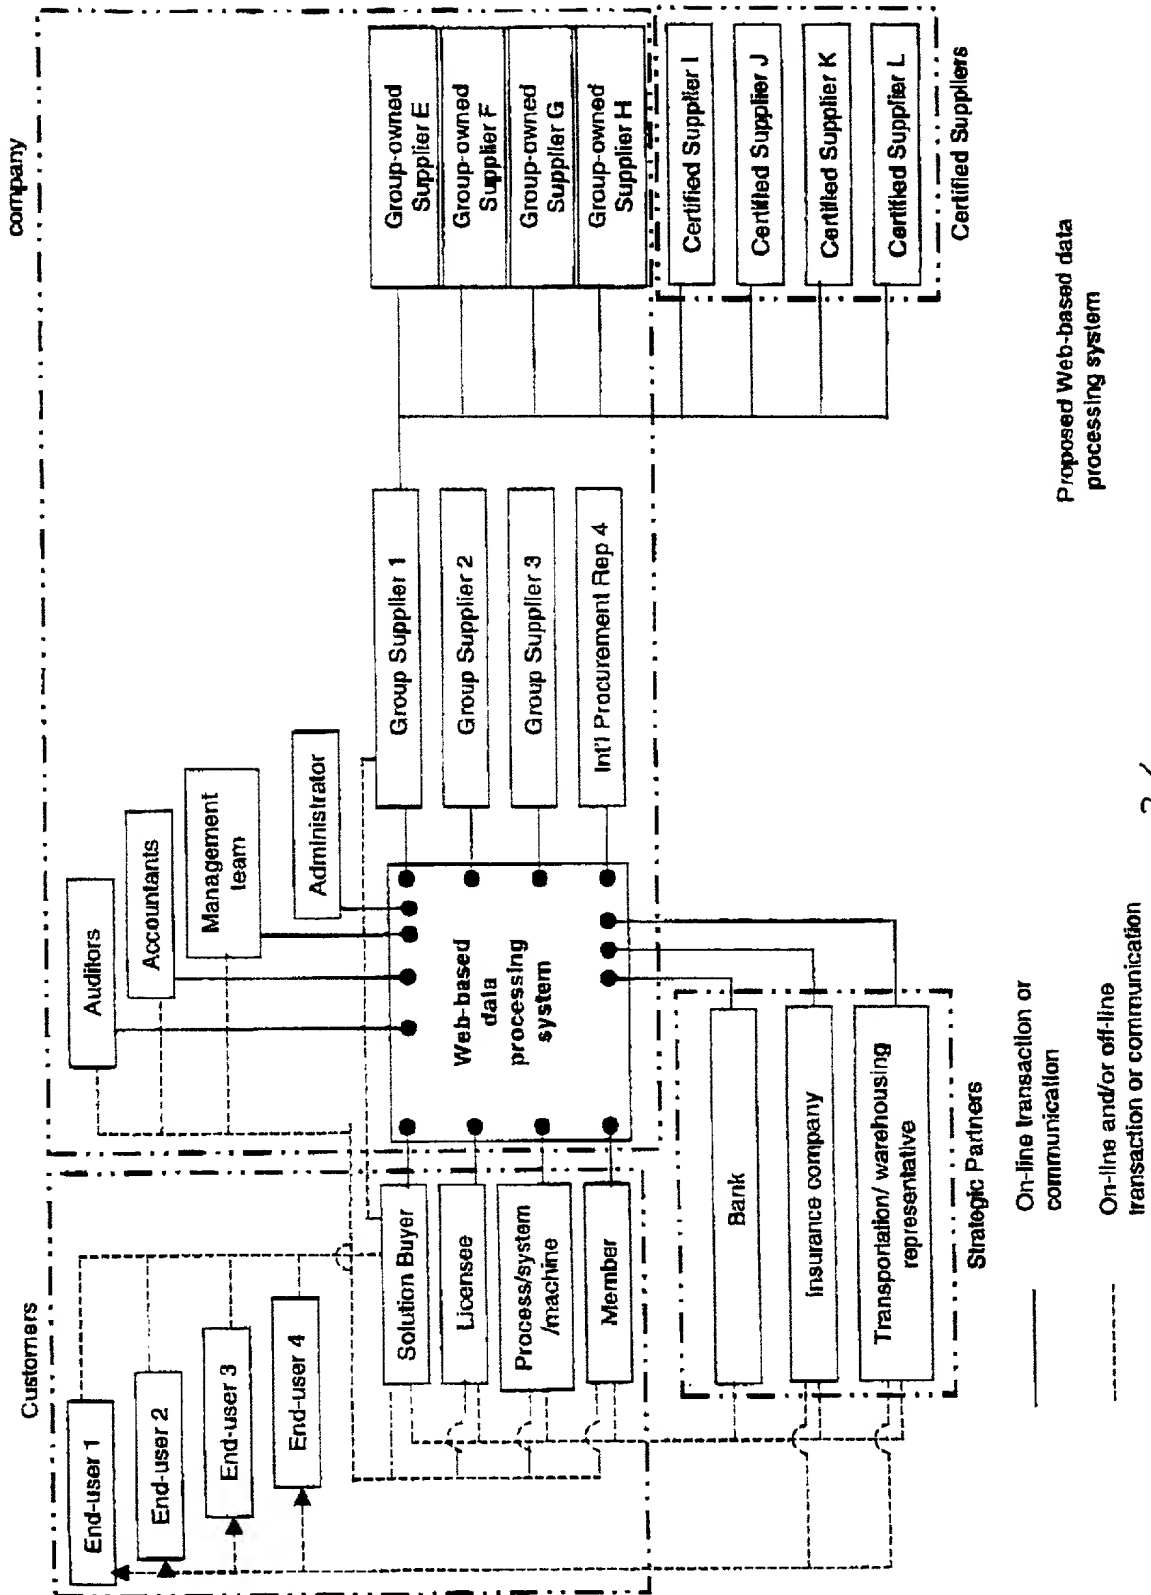 Customers
company
End-user 1
End-user 2
End-user 3
End-user 4
Auditors
Accountants
Management
team
Administrator
Solution Buyer
Licensee
Process/system
/machine
Member
Web-based
data
processing
system
Group Supplier 1
Group Supplier 2
Group Supplier 3
Int'l Procurement Rep 4
Group-owned
Supplier E
Group-owned
Supplier F
Group-owned
Supplier G
Group-owned
Supplier H
Certified Supplier I
Certified Supplier J
Certified Supplier K
Certified Supplier L
Certified Suppliers
Bank
Insurance company
Transportation/ warehousing
representative
Strategic Partners
On-line transaction or
communication
On-line and/or off-line
transaction or communication
Proposed Web-based data
processing system